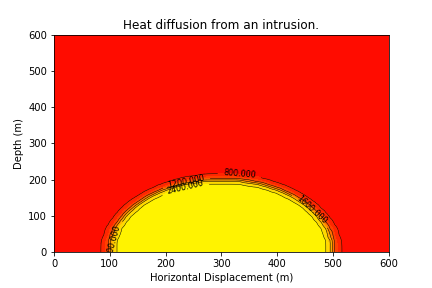 Heat diffusion from an intrusion.
600
500
400
300
200
100
0
Depth (m)
800.000
1200.000
2400.000
1600.000
0 100 200 300 400 500 600
Horizontal Displacement (m)